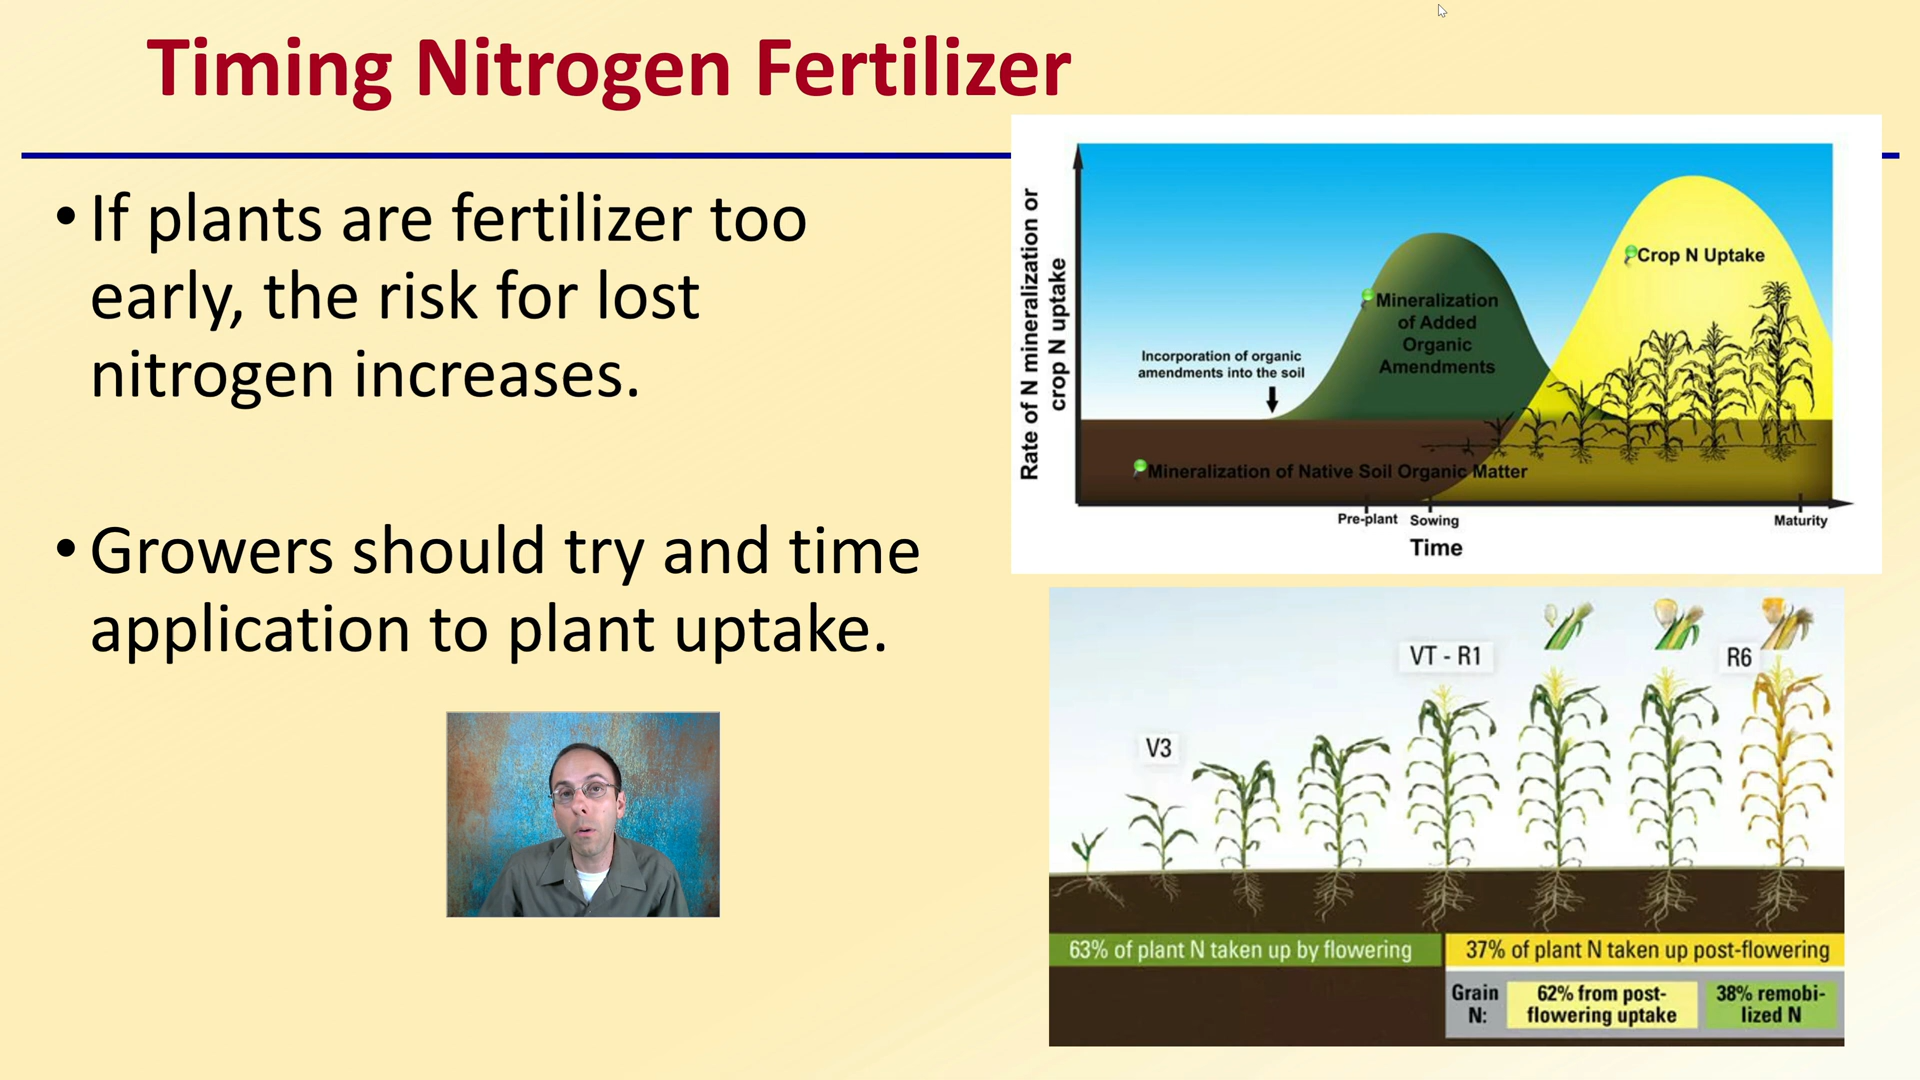 Timing Nitrogen Fertilizer
• If plants are fertilizer too
early, the risk for lost
nitrogen increases.
• Growers should try and time
application to plant uptake.
Rate of N mineralization or
crop N uptake
Crop N Uptake
Mineralization
of Added
Organic
Amendments
Incorporation of organic
amendments into the soil
Mineralization of Native Soil Organic Matter
Pre-plant Sowing Maturity
Time
VT - R1
R6
V3
63% of plant N taken up by flowering
37% of plant N taken up post-flowering
Grain
N:
62% from post-
flowering uptake
38% remobi-
lized N